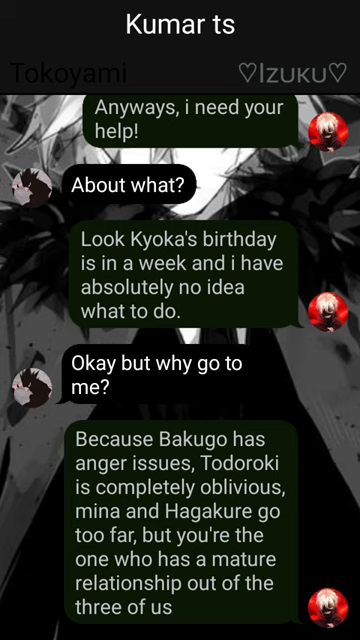 Kumar ts
Tokoyami
♡Izuku♡
Anyways, i need your
help!
About what?
Look Kyoka's birthday
is in a week and i have
absolutely no idea
what to do.
Okay but why go to
me?
Because Bakugo has
anger issues, Todoroki
is completely oblivious,
mina and Hagakure go
too far, but you're the
one who has a mature
relationship out of the
three of us